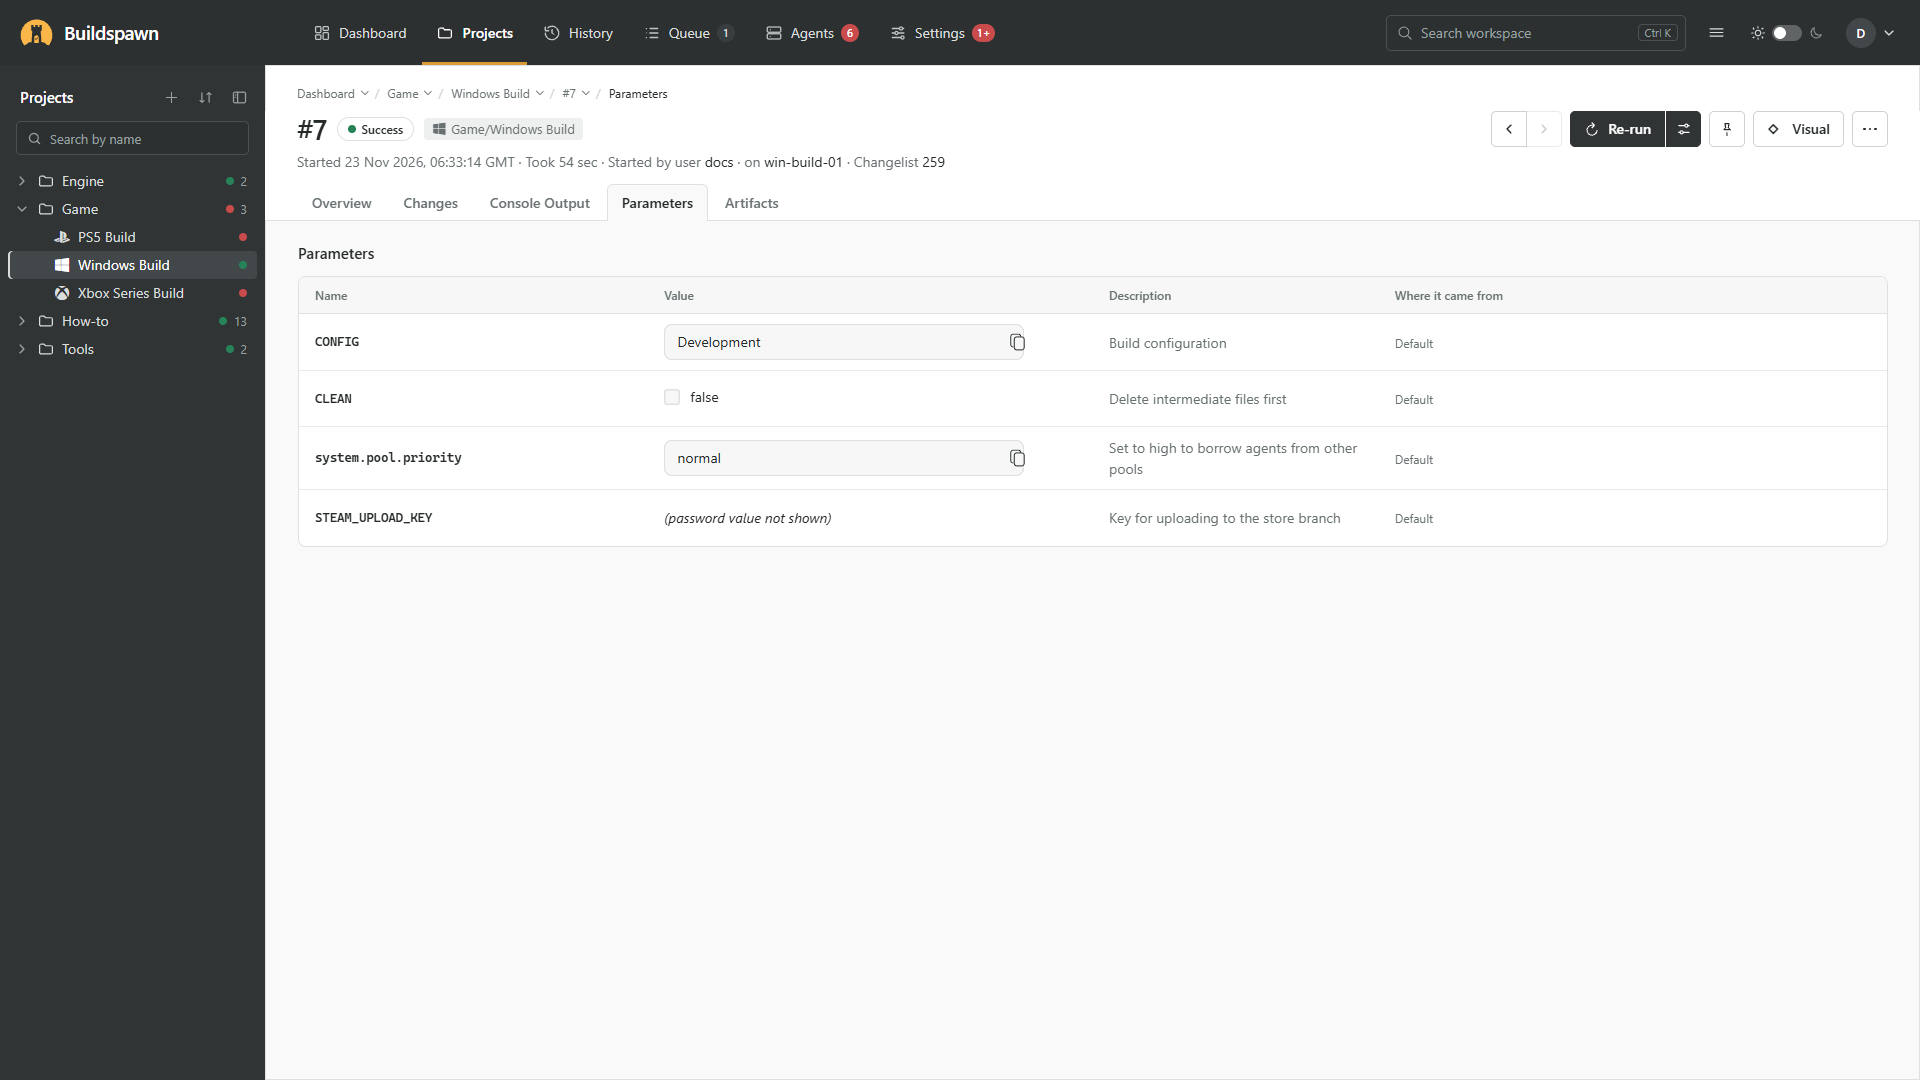 Buildspawn
Dashboard
Projects
History
Queue 1
Agents 6
Settings 1+
Search workspace Ctrl K
D
Projects
Search by name
Engine 2
Game 3
PS5 Build
Windows Build
Xbox Series Build
How-to 13
Tools 2
Dashboard / Game / Windows Build / #7 / Parameters
#7 Success Game/Windows Build
Re-run
Visual
Started 23 Nov 2026, 06:33:14 GMT · Took 54 sec · Started by user docs · on win-build-01 · Changelist 259
Overview Changes Console Output Parameters Artifacts
Parameters
Name Value Description Where it came from
CONFIG Development Build configuration Default
CLEAN false Delete intermediate files first Default
system.pool.priority normal Set to high to borrow agents from other pools Default
STEAM_UPLOAD_KEY (password value not shown) Key for uploading to the store branch Default